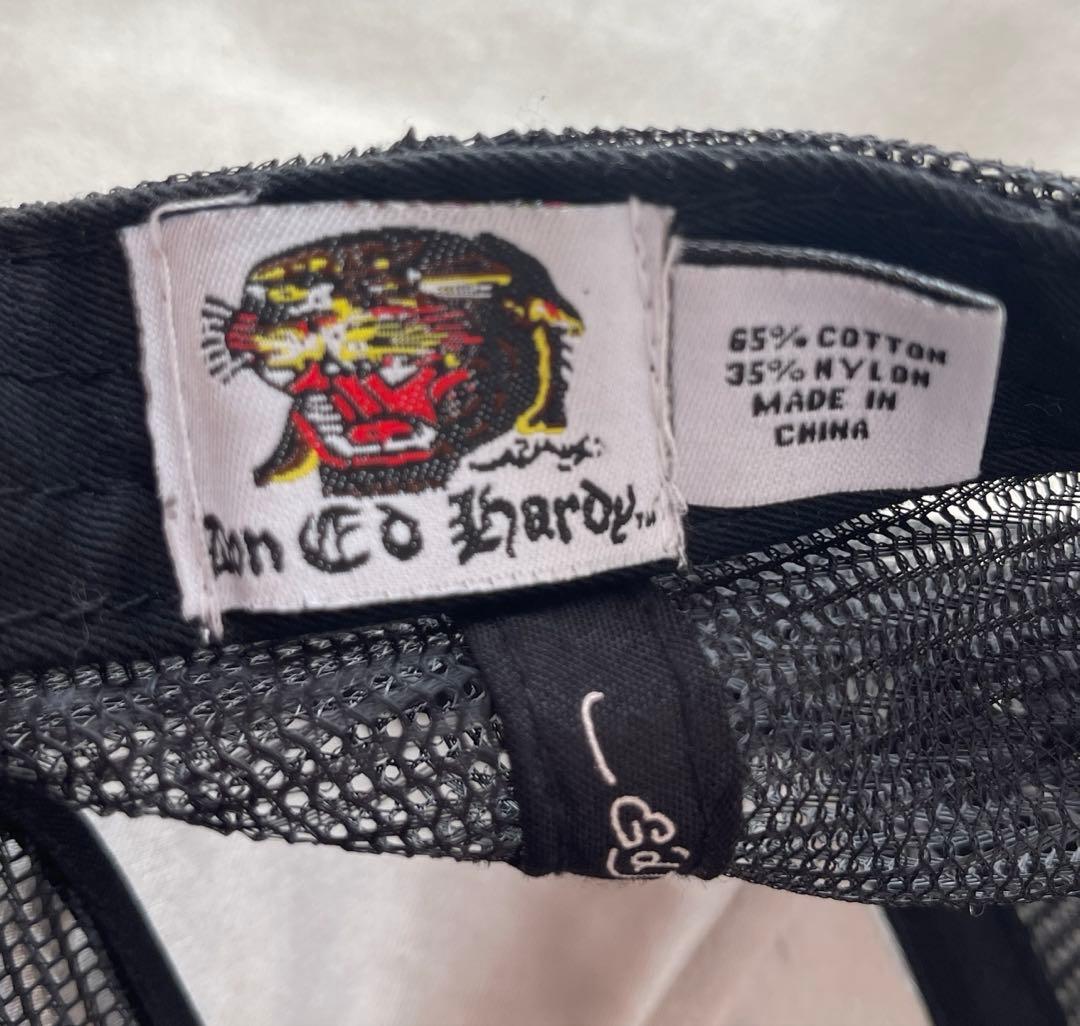 Don Ed Hardy™
65% COTTON
35% NYLON
MADE IN
CHINA